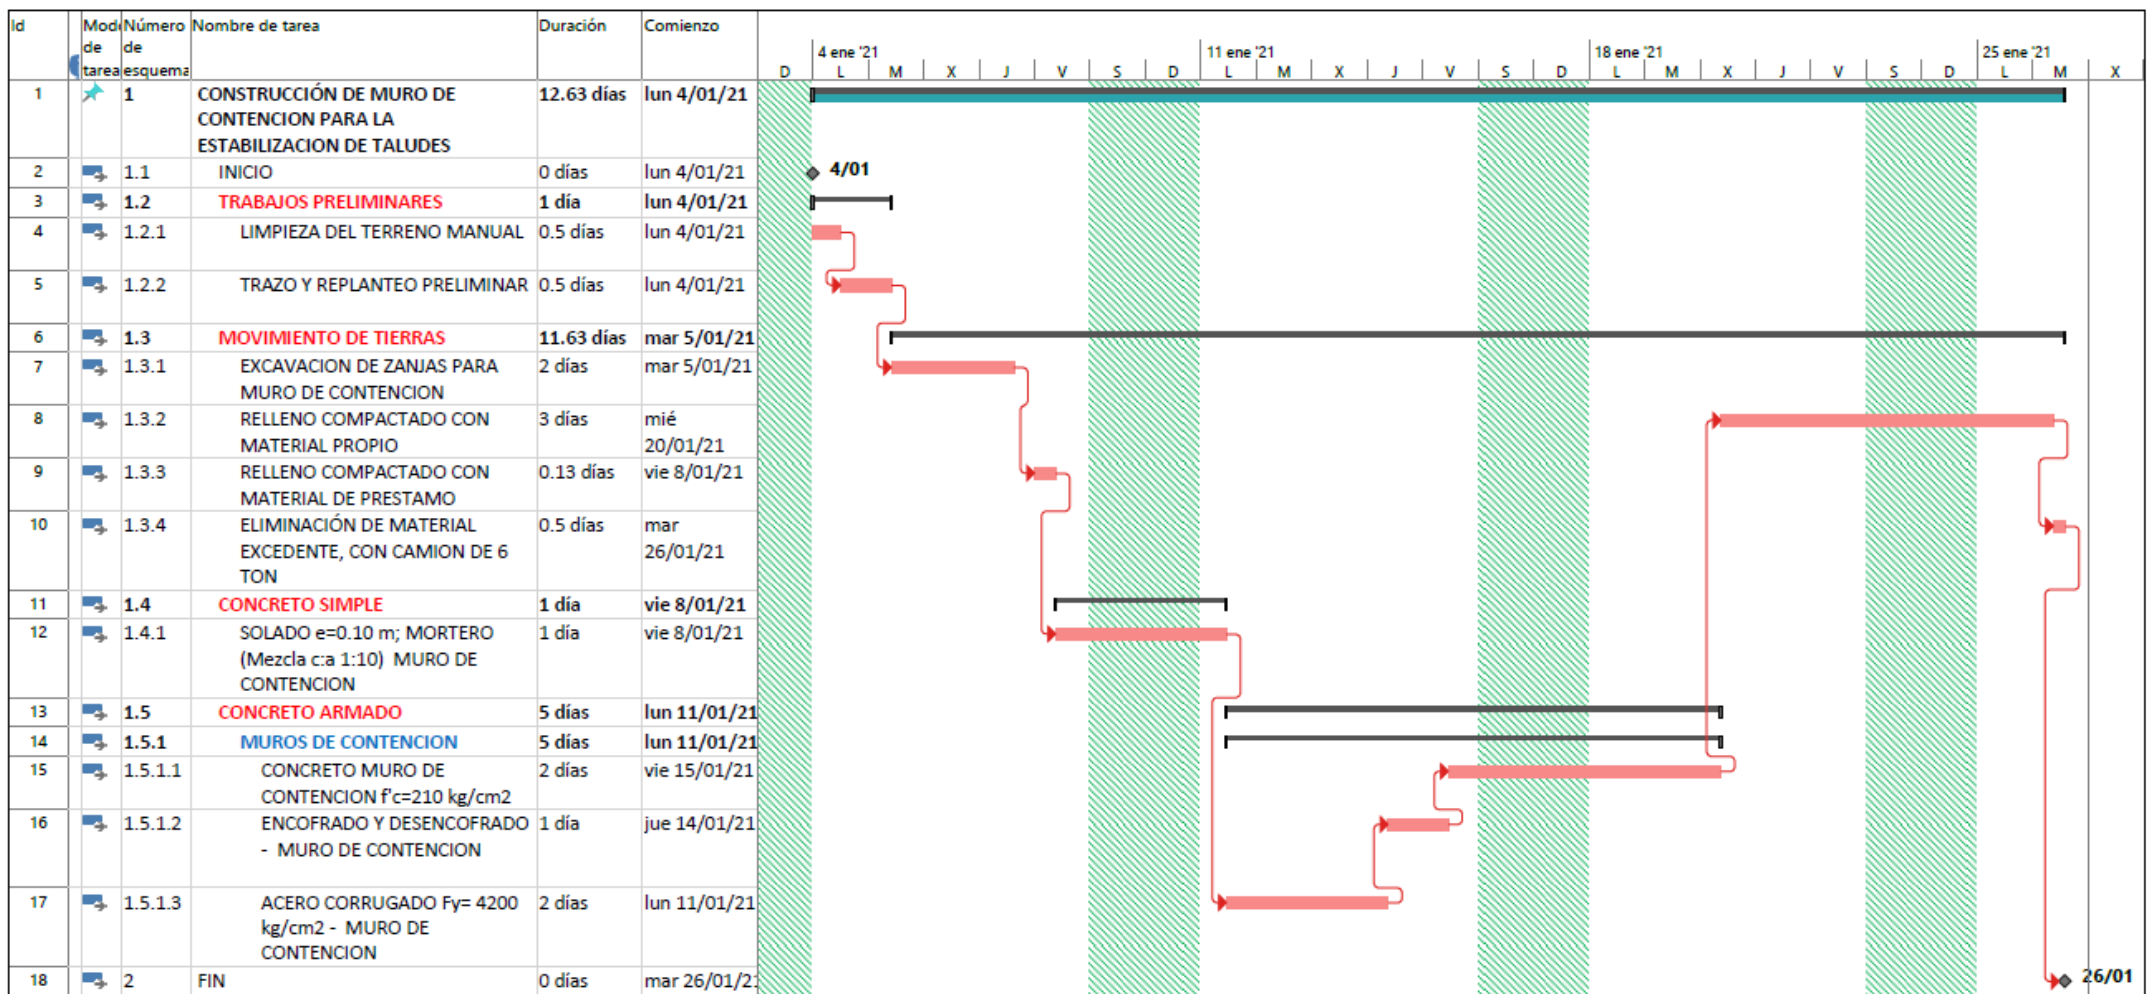 Id
Mod de tarea
Número de esquema
Nombre de tarea
Duración
Comienzo
4 ene '21
11 ene '21
18 ene '21
25 ene '21
D L M X J V S D L M X J V S D L M X J V S D L M X
1 1 CONSTRUCCIÓN DE MURO DE 12.63 días lun 4/01/21
CONTENCION PARA LA
ESTABILIZACION DE TALUDES
2 1.1 INICIO 0 días lun 4/01/21 4/01
3 1.2 TRABAJOS PRELIMINARES 1 día lun 4/01/21
4 1.2.1 LIMPIEZA DEL TERRENO MANUAL 0.5 días lun 4/01/21
5 1.2.2 TRAZO Y REPLANTEO PRELIMINAR 0.5 días lun 4/01/21
6 1.3 MOVIMIENTO DE TIERRAS 11.63 días mar 5/01/21
7 1.3.1 EXCAVACION DE ZANJAS PARA 2 días mar 5/01/21
MURO DE CONTENCION
8 1.3.2 RELLENO COMPACTADO CON 3 días mié
MATERIAL PROPIO 20/01/21
9 1.3.3 RELLENO COMPACTADO CON 0.13 días vie 8/01/21
MATERIAL DE PRESTAMO
10 1.3.4 ELIMINACIÓN DE MATERIAL 0.5 días mar
EXCEDENTE, CON CAMION DE 6 26/01/21
TON
11 1.4 CONCRETO SIMPLE 1 día vie 8/01/21
12 1.4.1 SOLADO e=0.10 m; MORTERO 1 día vie 8/01/21
(Mezcla c:a 1:10) MURO DE
CONTENCION
13 1.5 CONCRETO ARMADO 5 días lun 11/01/21
14 1.5.1 MUROS DE CONTENCION 5 días lun 11/01/21
15 1.5.1.1 CONCRETO MURO DE 2 días vie 15/01/21
CONTENCION f'c=210 kg/cm2
16 1.5.1.2 ENCOFRADO Y DESENCOFRADO 1 día jue 14/01/21
- MURO DE CONTENCION
17 1.5.1.3 ACERO CORRUGADO Fy= 4200 2 días lun 11/01/21
kg/cm2 - MURO DE
CONTENCION
18 2 FIN 0 días mar 26/01/2 26/01